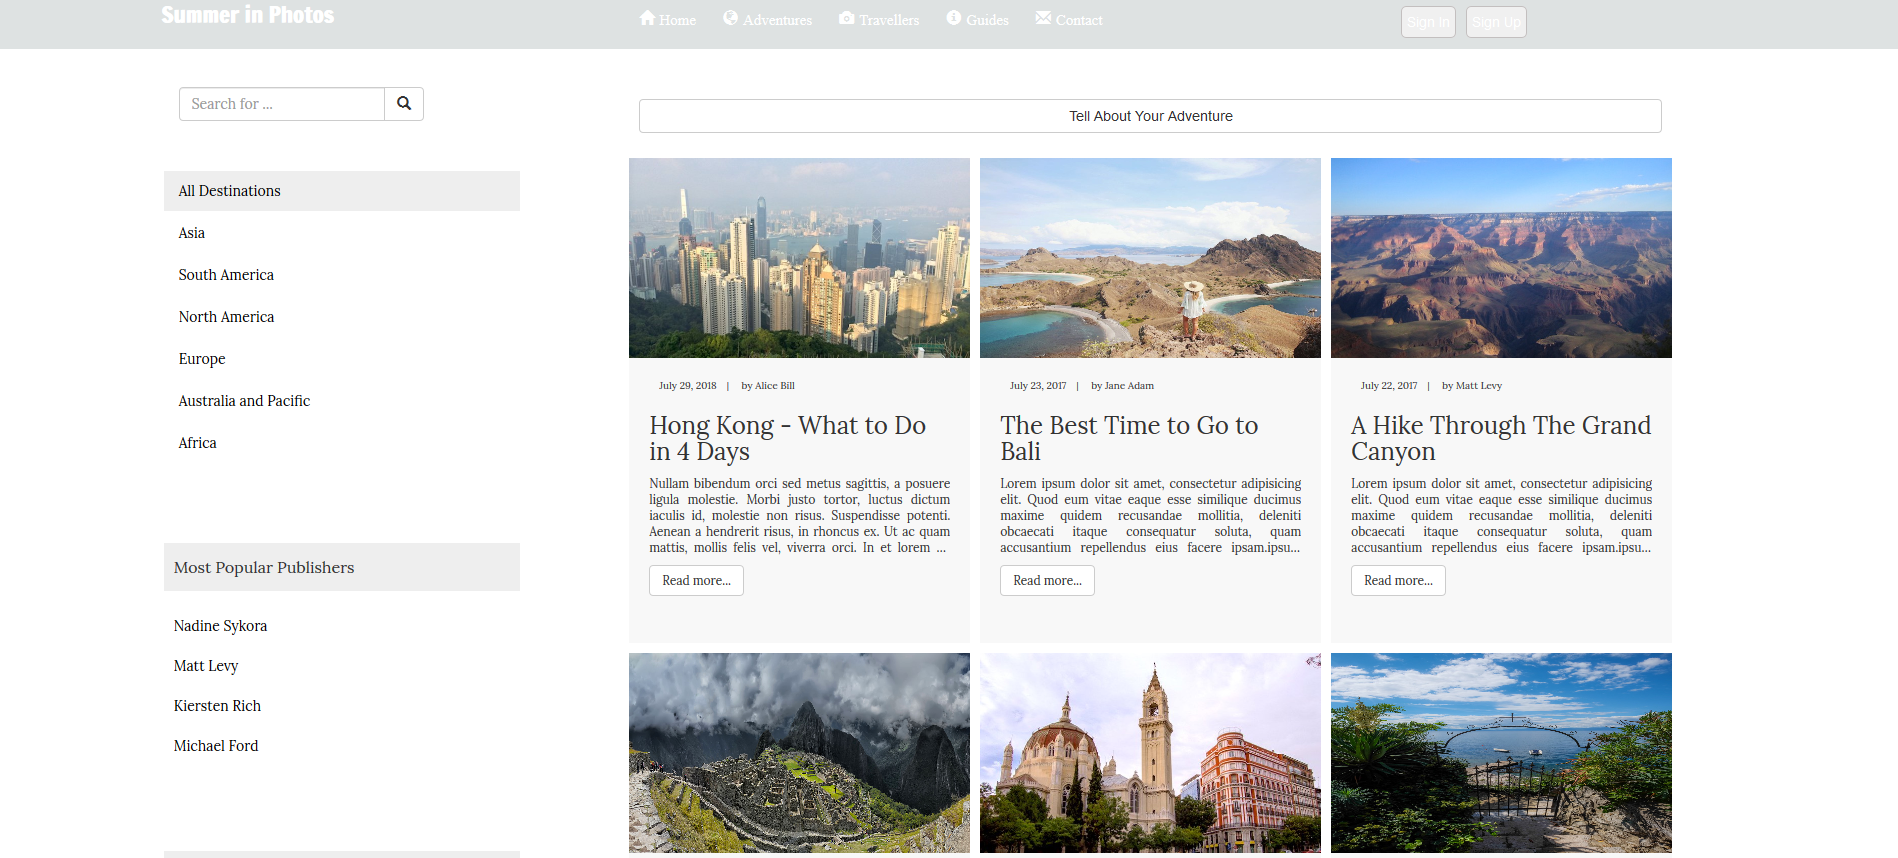 Summer in Photos
Home Adventures Travellers Guides Contact
Sign In Sign Up
Search for ...
Tell About Your Adventure
All Destinations
Asia
South America
North America
Europe
Australia and Pacific
Africa
Most Popular Publishers
Nadine Sykora
Matt Levy
Kiersten Rich
Michael Ford
July 29, 2018 | by Alice Bill
Hong Kong - What to Do
in 4 Days
Nullam bibendum orci sed metus sagittis, a posuere
ligula molestie. Morbi justo tortor, luctus dictum
iaculis id, molestie non risus. Suspendisse potenti.
Aenean a hendrerit risus, in rhoncus ex. Ut ac quam
mattis, mollis felis vel, viverra orci. In et lorem ...
Read more...
July 23, 2017 | by Jane Adam
The Best Time to Go to
Bali
Lorem ipsum dolor sit amet, consectetur adipisicing
elit. Quod eum vitae eaque esse similique ducimus
maxime quidem recusandae mollitia, deleniti
obcaecati itaque consequatur soluta, quam
accusantium repellendus eius facere ipsam.ipsu...
Read more...
July 22, 2017 | by Matt Levy
A Hike Through The Grand
Canyon
Lorem ipsum dolor sit amet, consectetur adipisicing
elit. Quod eum vitae eaque esse similique ducimus
maxime quidem recusandae mollitia, deleniti
obcaecati itaque consequatur soluta, quam
accusantium repellendus eius facere ipsam.ipsu...
Read more...